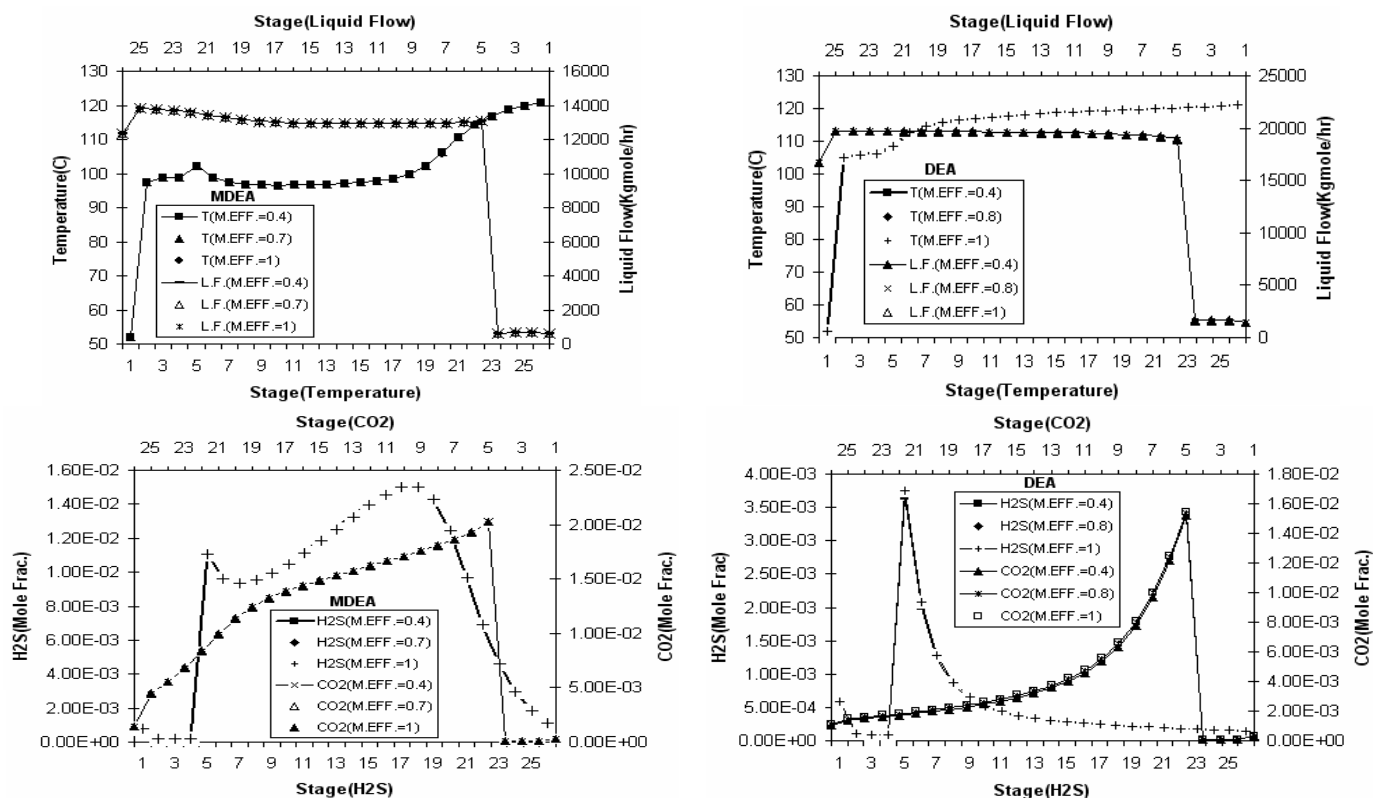 Stage(Liquid Flow)
25 23 21 19 17 15 13 11 9 7 5 3 1
130
120
110
100
90
80
70
60
50
Temperature(C)
16000
14000
12000
10000
8000
6000
4000
2000
0
Liquid Flow(Kgmole/hr)
MDEA
T(M.EFF.=0.4)
T(M.EFF.=0.7)
T(M.EFF.=1)
L.F.(M.EFF.=0.4)
L.F.(M.EFF.=0.7)
L.F.(M.EFF.=1)
1 3 5 7 9 11 13 15 17 19 21 23 25
Stage(Temperature)
Stage(Liquid Flow)
25 23 21 19 17 15 13 11 9 7 5 3 1
130
120
110
100
90
80
70
60
50
Temperature(C)
25000
20000
15000
10000
5000
0
Liquid Flow(Kgmole/hr)
DEA
T(M.EFF.=0.4)
T(M.EFF.=0.8)
T(M.EFF.=1)
L.F.(M.EFF.=0.4)
L.F.(M.EFF.=0.8)
L.F.(M.EFF.=1)
1 3 5 7 9 11 13 15 17 19 21 23 25
Stage(Temperature)
Stage(CO2)
25 23 21 19 17 15 13 11 9 7 5 3 1
1.60E-02
1.40E-02
1.20E-02
1.00E-02
8.00E-03
6.00E-03
4.00E-03
2.00E-03
0.00E+00
H2S(Mole Frac.)
2.50E-02
2.00E-02
1.50E-02
1.00E-02
5.00E-03
0.00E+00
CO2(Mole Frac.)
MDEA
H2S(M.EFF.=0.4)
H2S(M.EFF.=0.7)
H2S(M.EFF.=1)
CO2(M.EFF.=0.4)
CO2(M.EFF.=0.7)
CO2(M.EFF.=1)
1 3 5 7 9 11 13 15 17 19 21 23 25
Stage(H2S)
Stage(CO2)
25 23 21 19 17 15 13 11 9 7 5 3 1
4.00E-03
3.50E-03
3.00E-03
2.50E-03
2.00E-03
1.50E-03
1.00E-03
5.00E-04
0.00E+00
H2S(Mole Frac.)
1.80E-02
1.60E-02
1.40E-02
1.20E-02
1.00E-02
8.00E-03
6.00E-03
4.00E-03
2.00E-03
0.00E+00
CO2(Mole Frac.)
DEA
H2S(M.EFF.=0.4)
H2S(M.EFF.=0.8)
H2S(M.EFF.=1)
CO2(M.EFF.=0.4)
CO2(M.EFF.=0.8)
CO2(M.EFF.=1)
1 3 5 7 9 11 13 15 17 19 21 23 25
Stage(H2S)